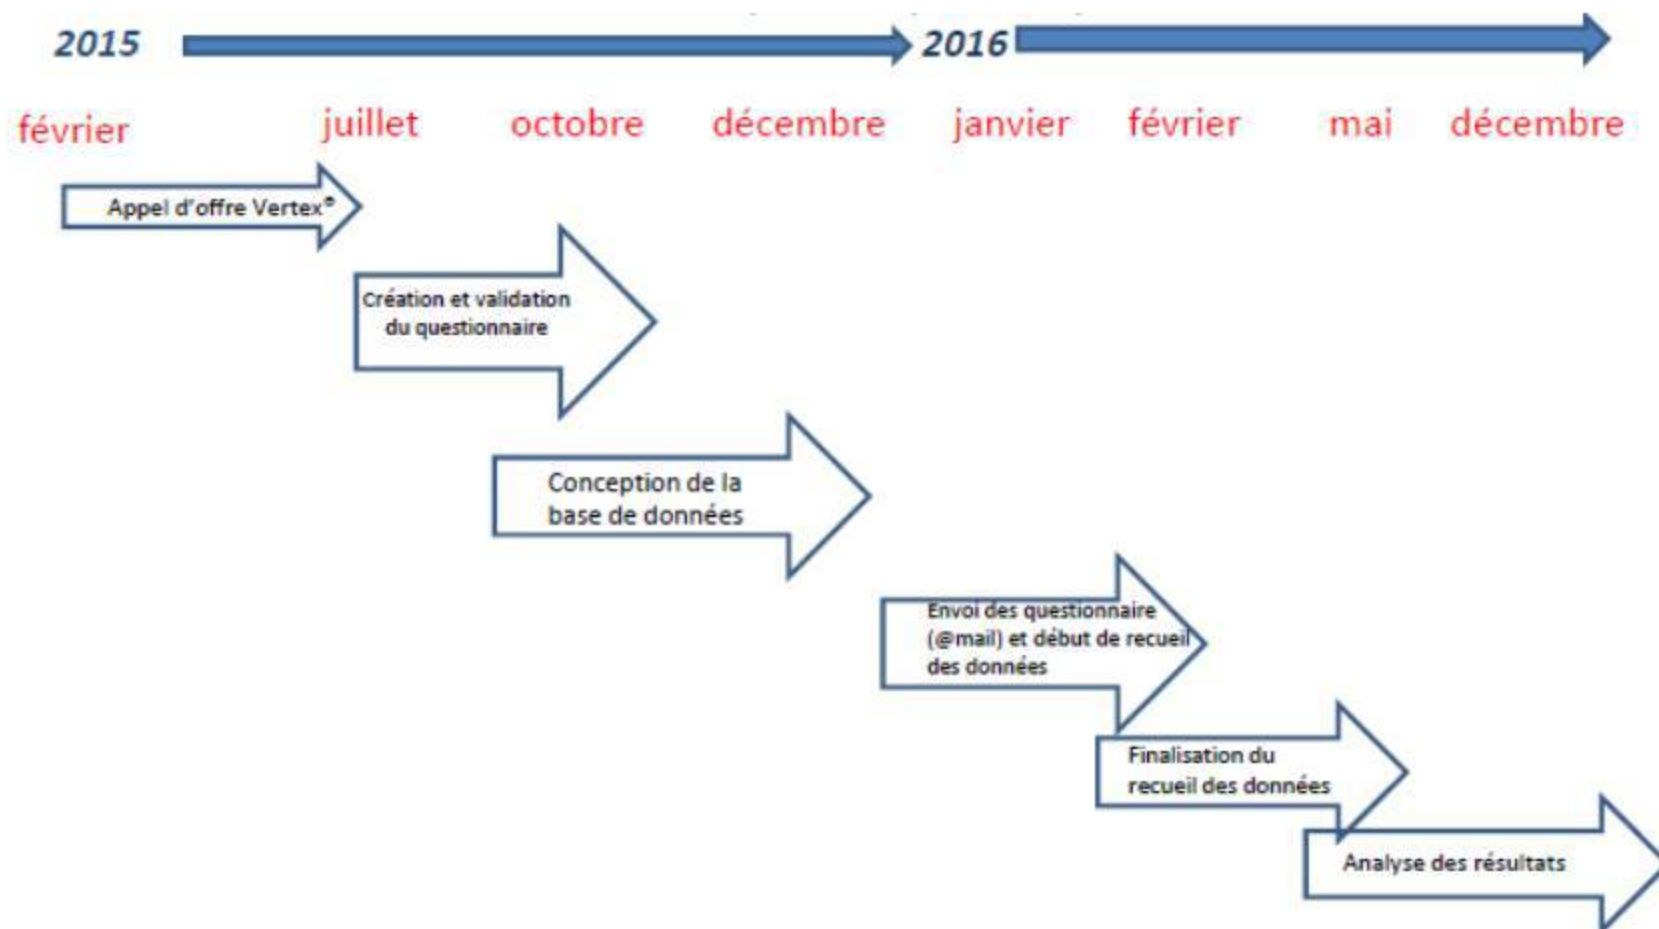 2015 2016
février juillet octobre décembre janvier février mai décembre
Appel d'offre Vertex®
Création et validation
du questionnaire
Conception de la
base de données
Envoi des questionnaire
(@mail) et début de recueil
des données
Finalisation du
recueil des données
Analyse des résultats